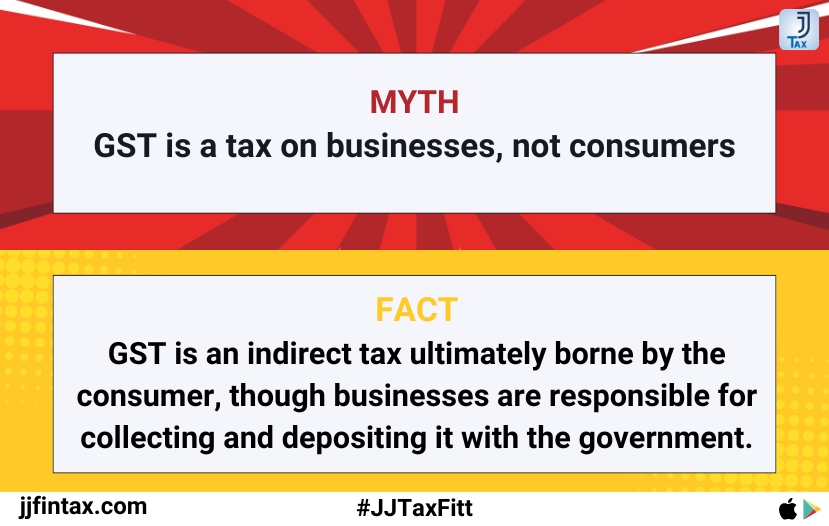 J
TAX
MYTH
GST is a tax on businesses, not consumers
FACT
GST is an indirect tax ultimately borne by the
consumer, though businesses are responsible for
collecting and depositing it with the government.
jjfintax.com
#JJTaxFitt